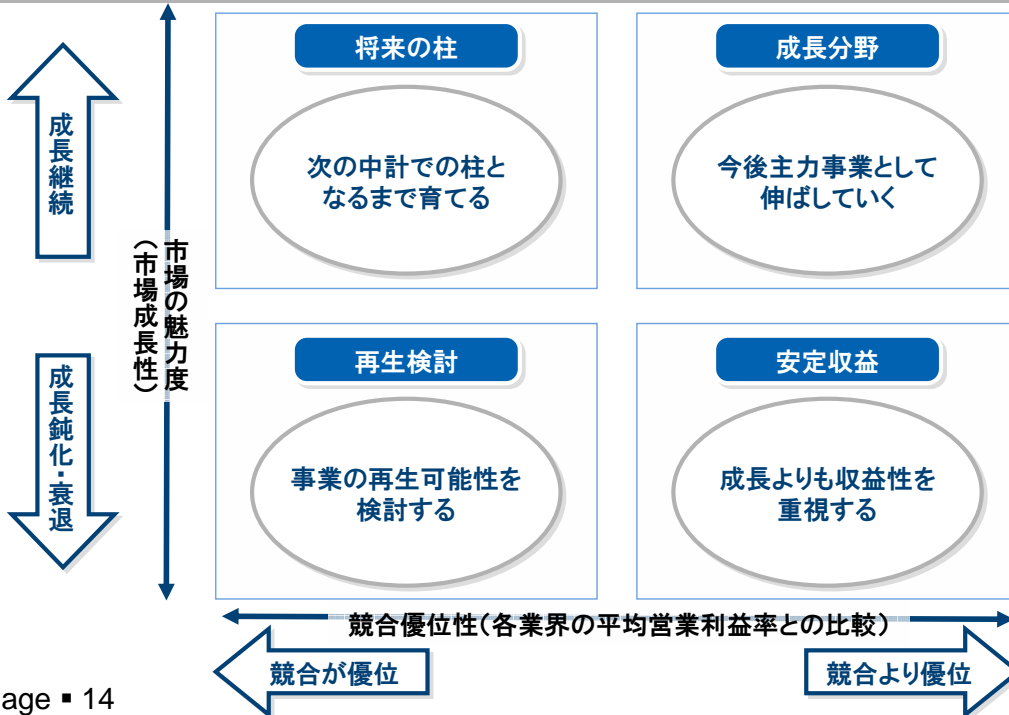 将来の柱
次の中計での柱と
なるまで育てる
成長分野
今後主力事業として
伸ばしていく
成長継続
市場の魅力度
（市場成長性）
成長鈍化・衰退
再生検討
事業の再生可能性を
検討する
安定収益
成長よりも収益性を
重視する
競合優位性（各業界の平均営業利益率との比較）
競合が優位
競合より優位
age ▪ 14